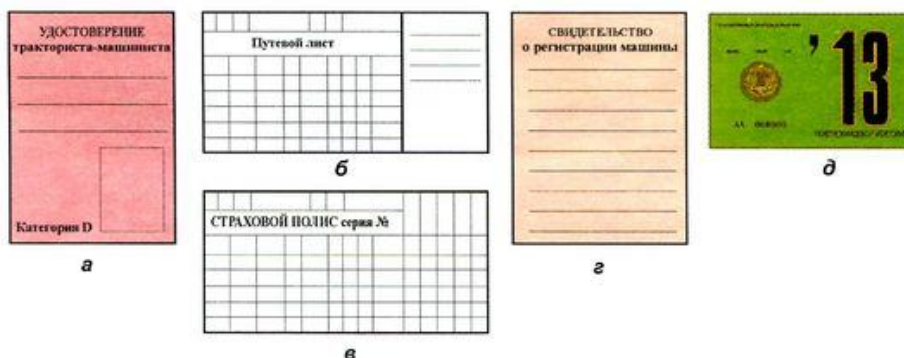 УДОСТОВЕРЕНИЕ
тракториста-машиниста
Категория D
а
Путевой лист
б
СТРАХОВОЙ ПОЛИС серия №
в
СВИДЕТЕЛЬСТВО
о регистрации машины
г
’13
д